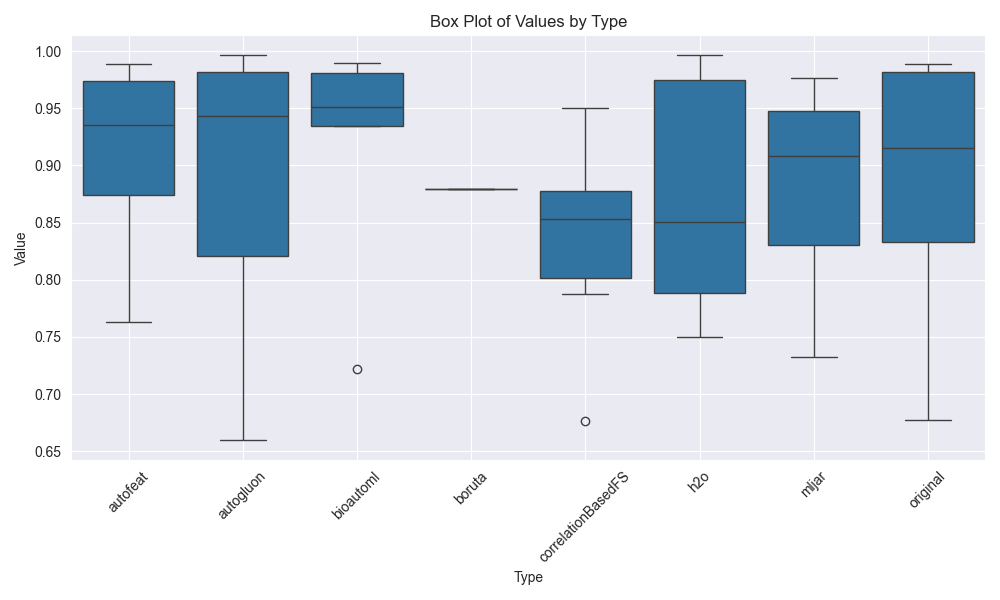 Box Plot of Values by Type
1.00
0.95
0.90
0.85
0.80
0.75
0.70
0.65
Value
autofeat
autogluon
bioautoml
boruta
correlationBasedFS
h2o
mljar
original
Type